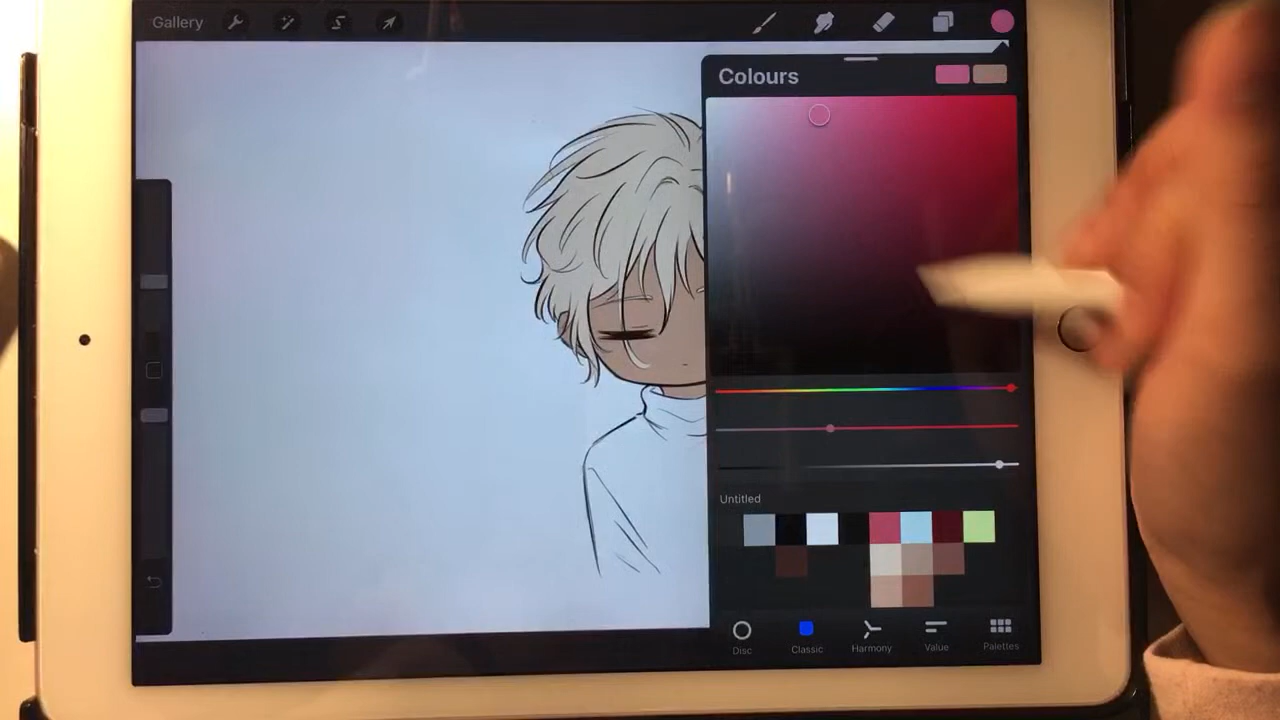 Gallery
Colours
Untitled
Disc
Classic
Harmony
Value
Palettes